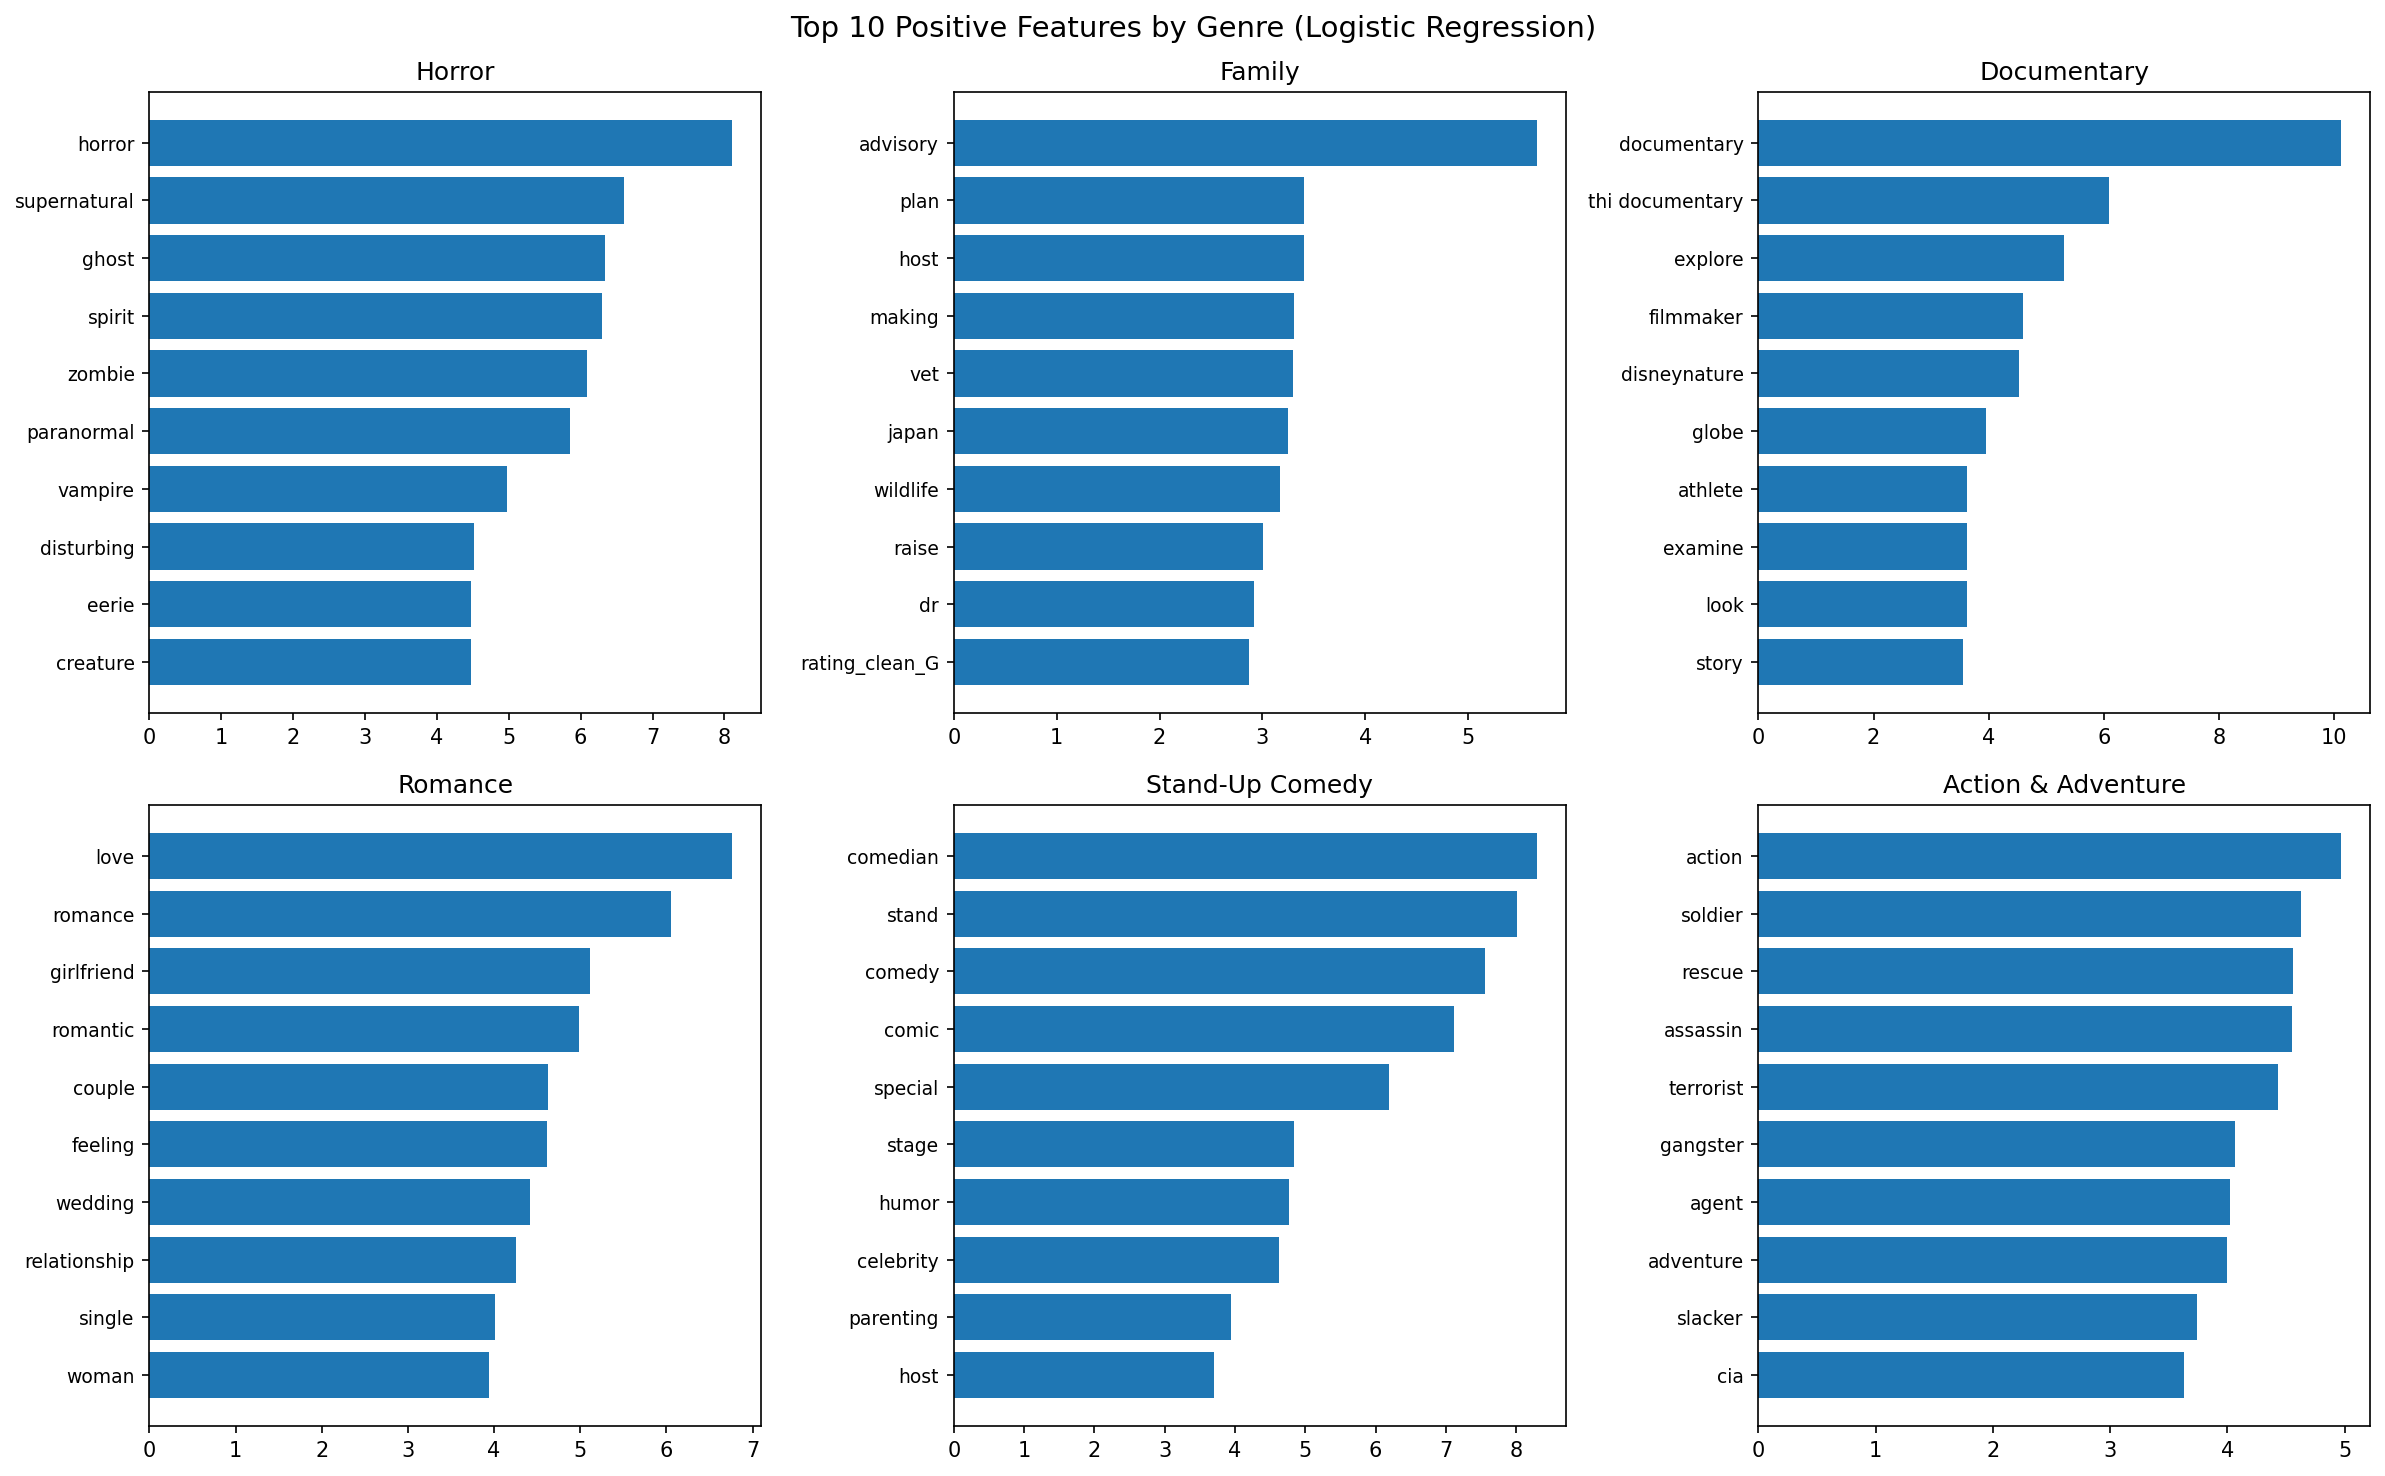 Top 10 Positive Features by Genre (Logistic Regression)
Horror
horror
supernatural
ghost
spirit
zombie
paranormal
vampire
disturbing
eerie
creature
0 1 2 3 4 5 6 7 8
Family
advisory
plan
host
making
vet
japan
wildlife
raise
dr
rating_clean_G
0 1 2 3 4 5
Documentary
documentary
thi documentary
explore
filmmaker
disneynature
globe
athlete
examine
look
story
0 2 4 6 8 10
Romance
love
romance
girlfriend
romantic
couple
feeling
wedding
relationship
single
woman
0 1 2 3 4 5 6 7
Stand-Up Comedy
comedian
stand
comedy
comic
special
stage
humor
celebrity
parenting
host
0 1 2 3 4 5 6 7 8
Action & Adventure
action
soldier
rescue
assassin
terrorist
gangster
agent
adventure
slacker
cia
0 1 2 3 4 5